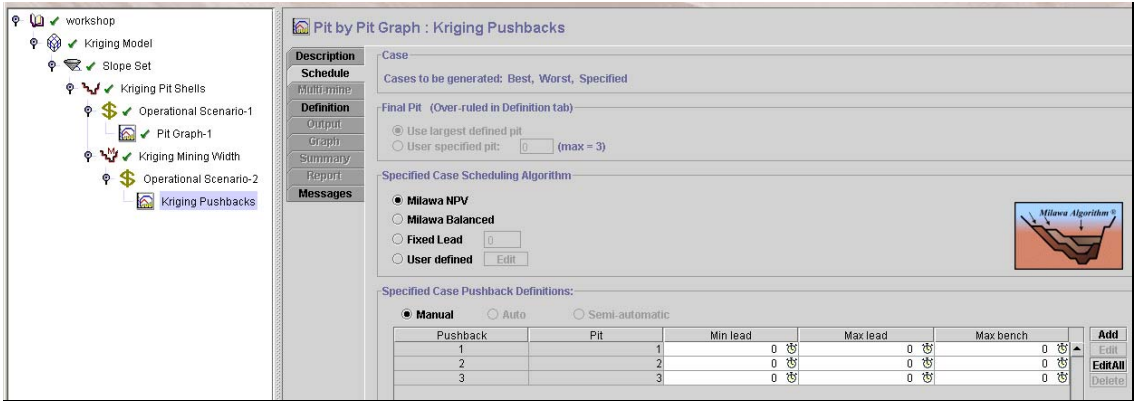 workshop
Kriging Model
Slope Set
Kriging Pit Shells
Operational Scenario-1
Pit Graph-1
Kriging Mining Width
Operational Scenario-2
Kriging Pushbacks
Pit by Pit Graph : Kriging Pushbacks
Description
Schedule
Multi-mine
Definition
Output
Graph
Summary
Report
Messages
Case
Cases to be generated: Best, Worst, Specified
Final Pit (Over-ruled in Definition tab)
Use largest defined pit
User specified pit: 0 (max = 3)
Specified Case Scheduling Algorithm
Milawa NPV
Milawa Balanced
Fixed Lead 0
User defined Edit
Milawa Algorithm ®
Specified Case Pushback Definitions:
Manual Auto Semi-automatic
Pushback Pit Min lead Max lead Max bench Add
1 1 0 0 0 Edit
2 2 0 0 0 EditAll
3 3 0 0 0 Delete